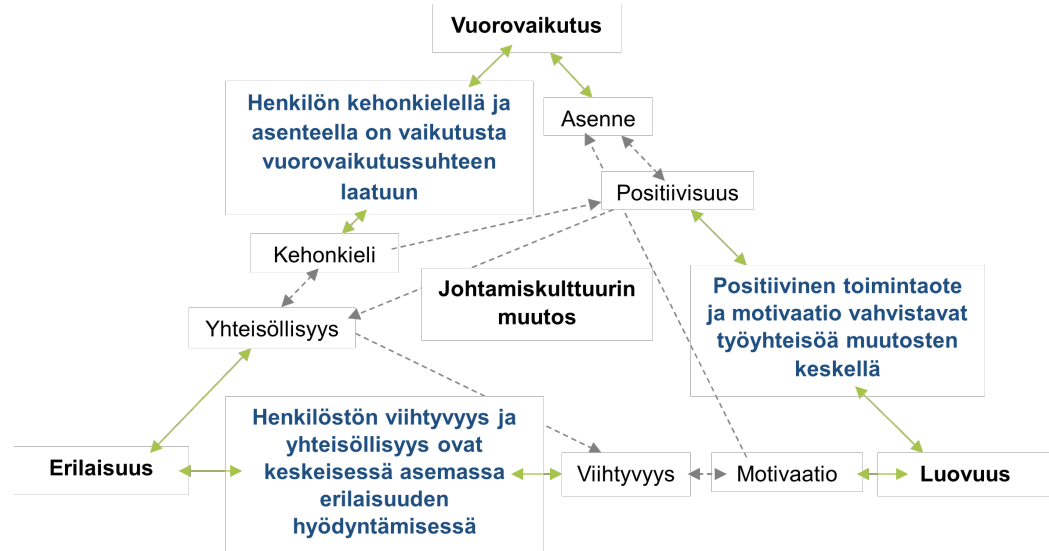 Vuorovaikutus
Henkilön kehonkielellä ja
asenteella on vaikutusta
vuorovaikutussuhteen
laatuun
Asenne
Positiivisuus
Kehonkieli
Johtamiskulttuurin
muutos
Positiivinen toimintaote
ja motivaatio vahvistavat
työyhteisöä muutosten
keskellä
Yhteisöllisyys
Erilaisuus
Henkilöstön viihtyvyys ja
yhteisöllisyys ovat
keskeisessä asemassa
erilaisuuden
hyödyntämisessä
Viihtyvyys
Motivaatio
Luovuus